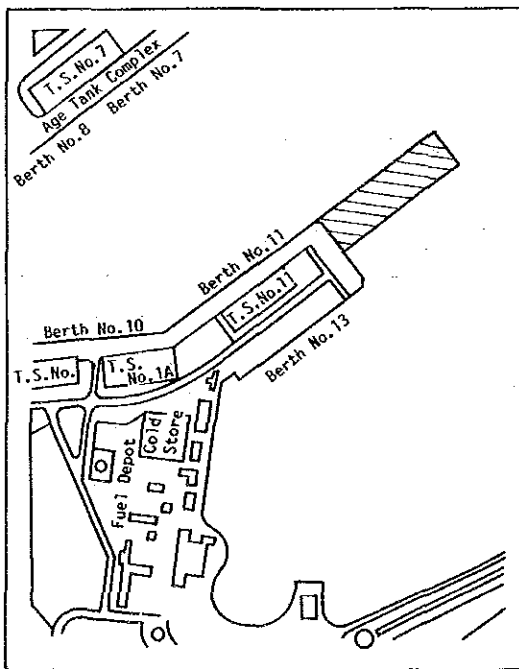 T.S.No.7
Age Tank Complex
Berth No.8 Berth No.7
Berth No.11
T.S.No.11
Berth No.10
Berth No.13
T.S.No.
T.S.
No.1A
Cold
Store
Fuel Depot